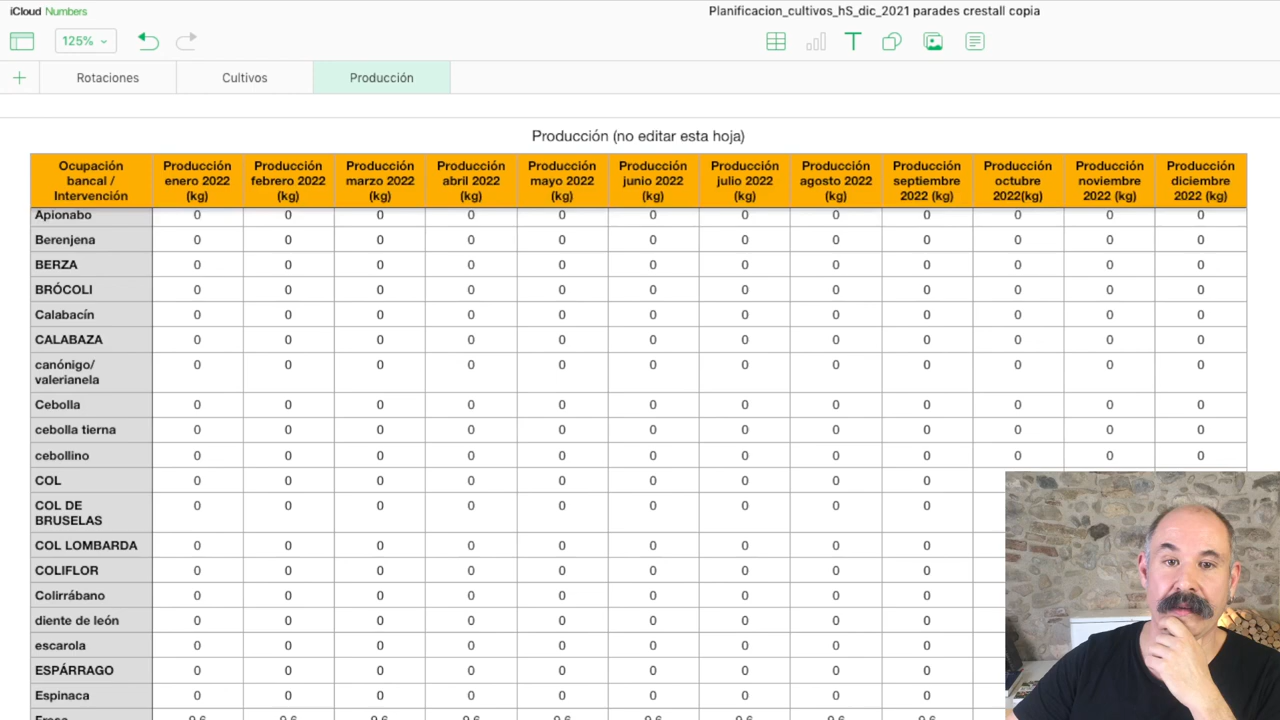 iCloud Numbers
Planificacion_cultivos_hS_dic_2021 parades crestall copia
125%
Rotaciones Cultivos Producción
Producción (no editar esta hoja)
Ocupación bancal / Intervención Producción enero 2022 (kg) Producción febrero 2022 (kg) Producción marzo 2022 (kg) Producción abril 2022 (kg) Producción mayo 2022 (kg) Producción junio 2022 (kg) Producción julio 2022 (kg) Producción agosto 2022 (kg) Producción septiembre 2022 (kg) Producción octubre 2022(kg) Producción noviembre 2022 (kg) Producción diciembre 2022 (kg)
Apionabo 0 0 0 0 0 0 0 0 0 0 0 0
Berenjena 0 0 0 0 0 0 0 0 0 0 0 0
BERZA 0 0 0 0 0 0 0 0 0 0 0 0
BRÓCOLI 0 0 0 0 0 0 0 0 0 0 0 0
Calabacín 0 0 0 0 0 0 0 0 0 0 0 0
CALABAZA 0 0 0 0 0 0 0 0 0 0 0 0
canónigo/ 0 0 0 0 0 0 0 0 0 0 0 0
valerianela
Cebolla 0 0 0 0 0 0 0 0 0 0 0 0
cebolla tierna 0 0 0 0 0 0 0 0 0 0 0 0
cebollino 0 0 0 0 0 0 0 0 0 0 0 0
COL 0 0 0 0 0 0 0 0 0
COL DE 0 0 0 0 0 0 0 0 0
BRUSELAS
COL LOMBARDA 0 0 0 0 0 0 0 0 0
COLIFLOR 0 0 0 0 0 0 0 0 0
Colirrábano 0 0 0 0 0 0 0 0 0
diente de león 0 0 0 0 0 0 0 0 0
escarola 0 0 0 0 0 0 0 0 0
ESPÁRRAGO 0 0 0 0 0 0 0 0 0
Espinaca 0 0 0 0 0 0 0 0 0